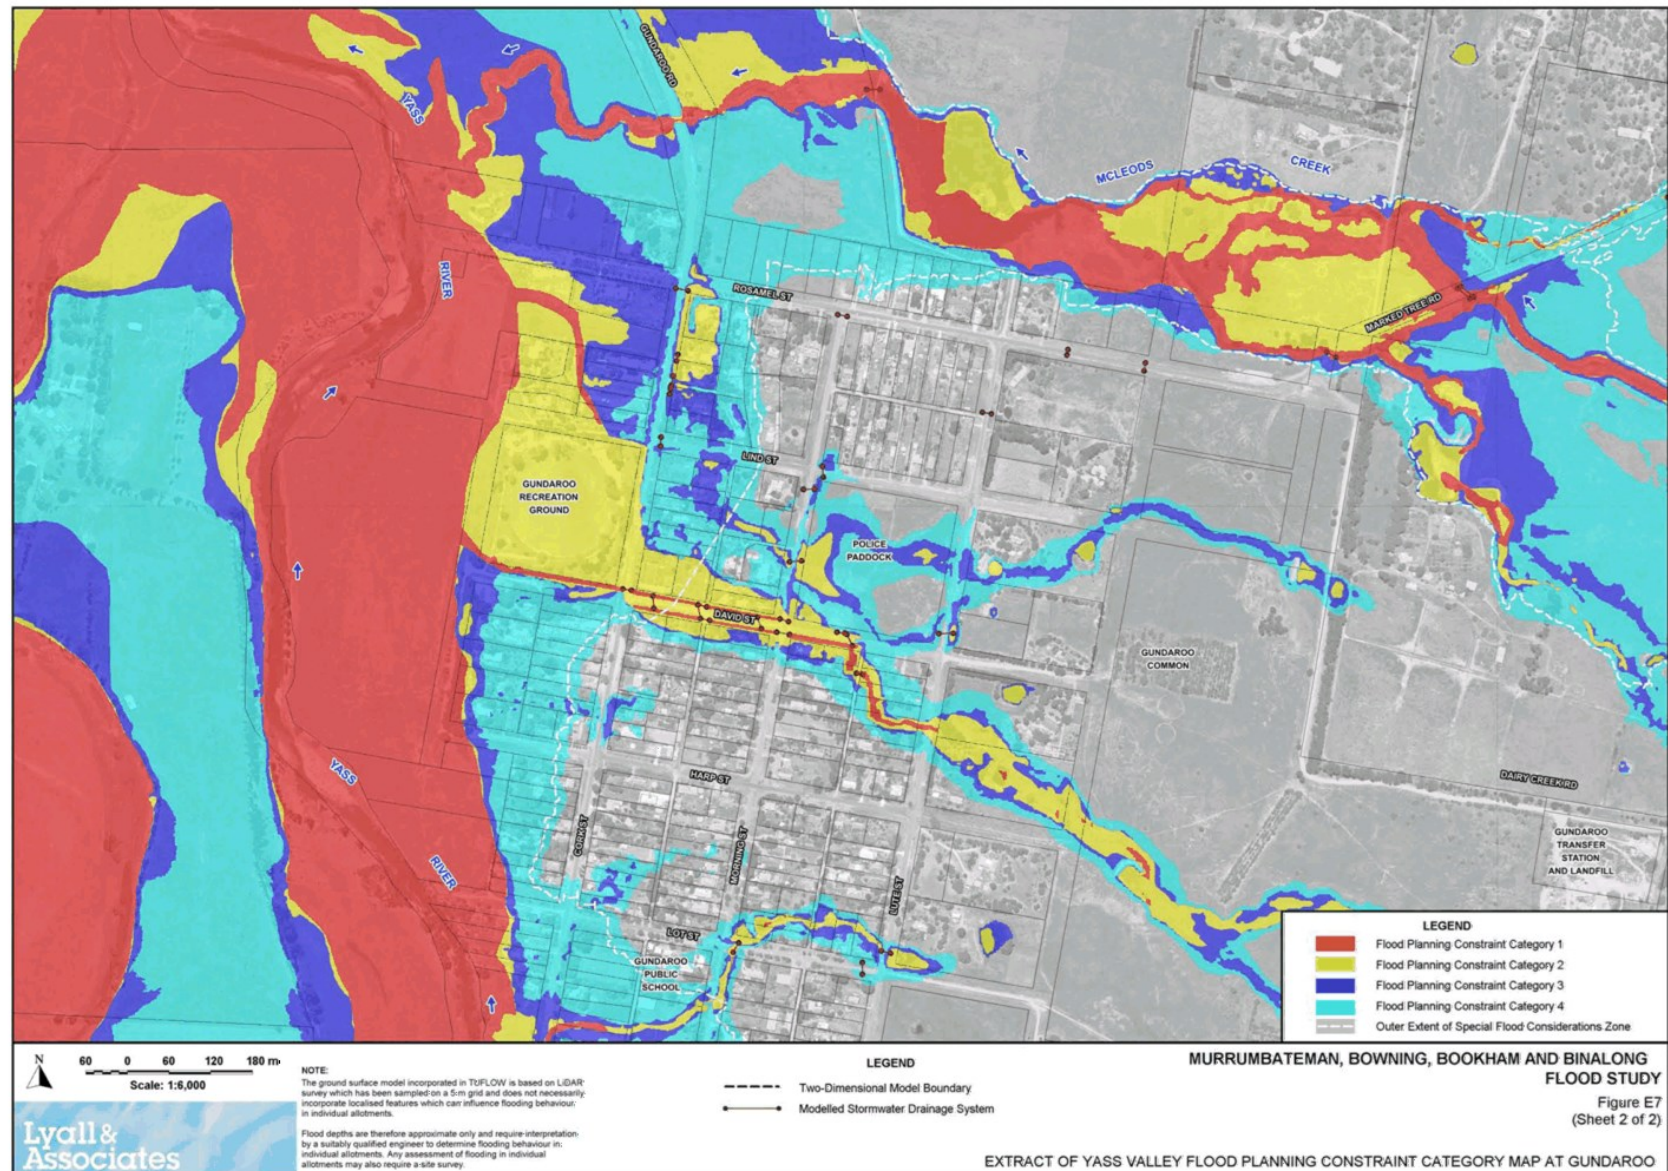 GUNDAROO RD
YASS
RIVER
MCLEODS
CREEK
ROSAMEL ST
MARKED TREE RD
LIND ST
GUNDAROO
RECREATION
GROUND
POLICE
PADDOCK
DAVID ST
GUNDAROO
COMMON
HARP ST
DAIRY CREEK RD
YASS
RIVER
CORK ST
MORNING ST
LUTE ST
LOT ST
GUNDAROO
PUBLIC
SCHOOL
GUNDAROO
TRANSFER
STATION
AND LANDFILL
LEGEND
Flood Planning Constraint Category 1
Flood Planning Constraint Category 2
Flood Planning Constraint Category 3
Flood Planning Constraint Category 4
Outer Extent of Special Flood Considerations Zone
N
60 0 60 120 180 m
Scale: 1:6,000
Lyall &
Associates
NOTE:
The ground surface model incorporated in TUFLOW is based on LiDAR
survey which has been sampled on a 5m grid and does not necessarily
incorporate localised features which can influence flooding behaviour
in individual allotments.
Flood depths are therefore approximate only and require interpretation
by a suitably qualified engineer to determine flooding behaviour in
individual allotments. Any assessment of flooding in individual
allotments may also require a site survey.
LEGEND
Two-Dimensional Model Boundary
Modelled Stormwater Drainage System
MURRUMBATEMAN, BOWNING, BOOKHAM AND BINALONG
FLOOD STUDY
Figure E7
(Sheet 2 of 2)
EXTRACT OF YASS VALLEY FLOOD PLANNING CONSTRAINT CATEGORY MAP AT GUNDAROO